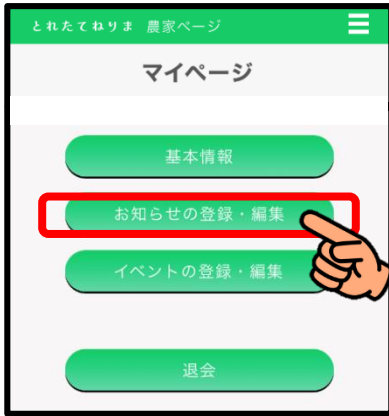 とれたてねりま 農家ページ
マイページ
基本情報
お知らせの登録・編集
イベントの登録・編集
退会